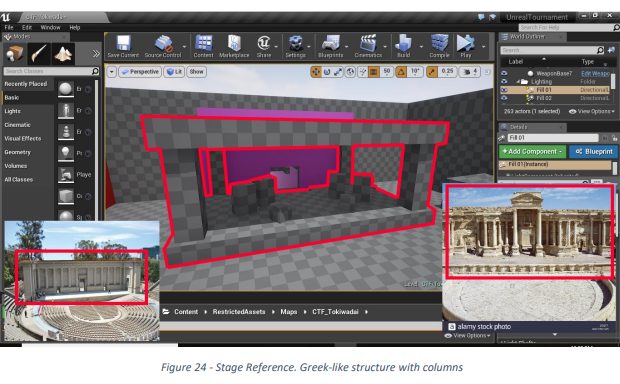 CTF_Tokiwadai*
UnrealTournament
File Edit Window Help
Search For Help
Modes
World Outliner
Save Current Source Control Content Marketplace Share Settings Blueprints Cinematics Build Compile Play
Search Classes
Search...
Recently Placed
Basic
Lights
Cinematic
Visual Effects
Geometry
Volumes
All Classes
Perspective Lit Show
50 10° 0.25 4
Label Type
WeaponBase7 Edit Weapo
Lighting Folder
Fill 01 DirectionalL
Fill 02 DirectionalL
263 actors (1 selected) View Options
Details
Fill 01
+Add Component Blueprint
Fill 01(Instance)
Playe
Content RestrictedAssets Maps CTF_Tokiwadai
a alamy stock photo
View Options
Figure 24 - Stage Reference. Greek-like structure with columns